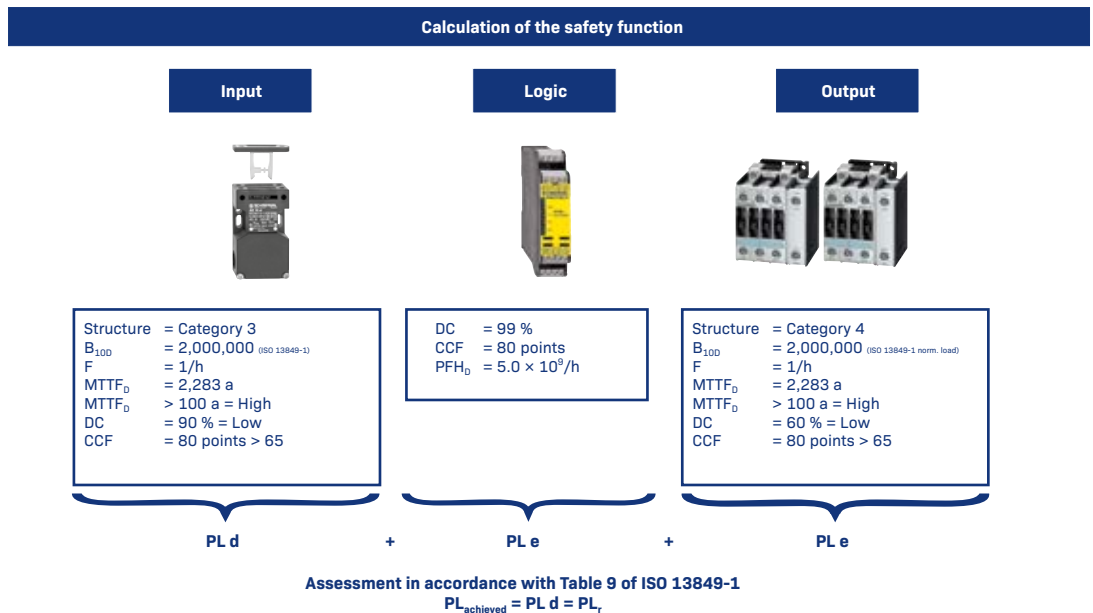 Calculation of the safety function
Input
Logic
Output
Structure = Category 3
B10D = 2,000,000 (ISO 13849-1)
F = 1/h
MTTFD = 2,283 a
MTTFD > 100 a = High
DC = 90 % = Low
CCF = 80 points > 65
DC = 99 %
CCF = 80 points
PFHD = 5.0 × 10⁹/h
Structure = Category 4
B10D = 2,000,000 (ISO 13849-1 norm. load)
F = 1/h
MTTFD = 2,283 a
MTTFD > 100 a = High
DC = 60 % = Low
CCF = 80 points > 65
PL d + PL e + PL e
Assessment in accordance with Table 9 of ISO 13849-1
PLachieved = PL d = PLr